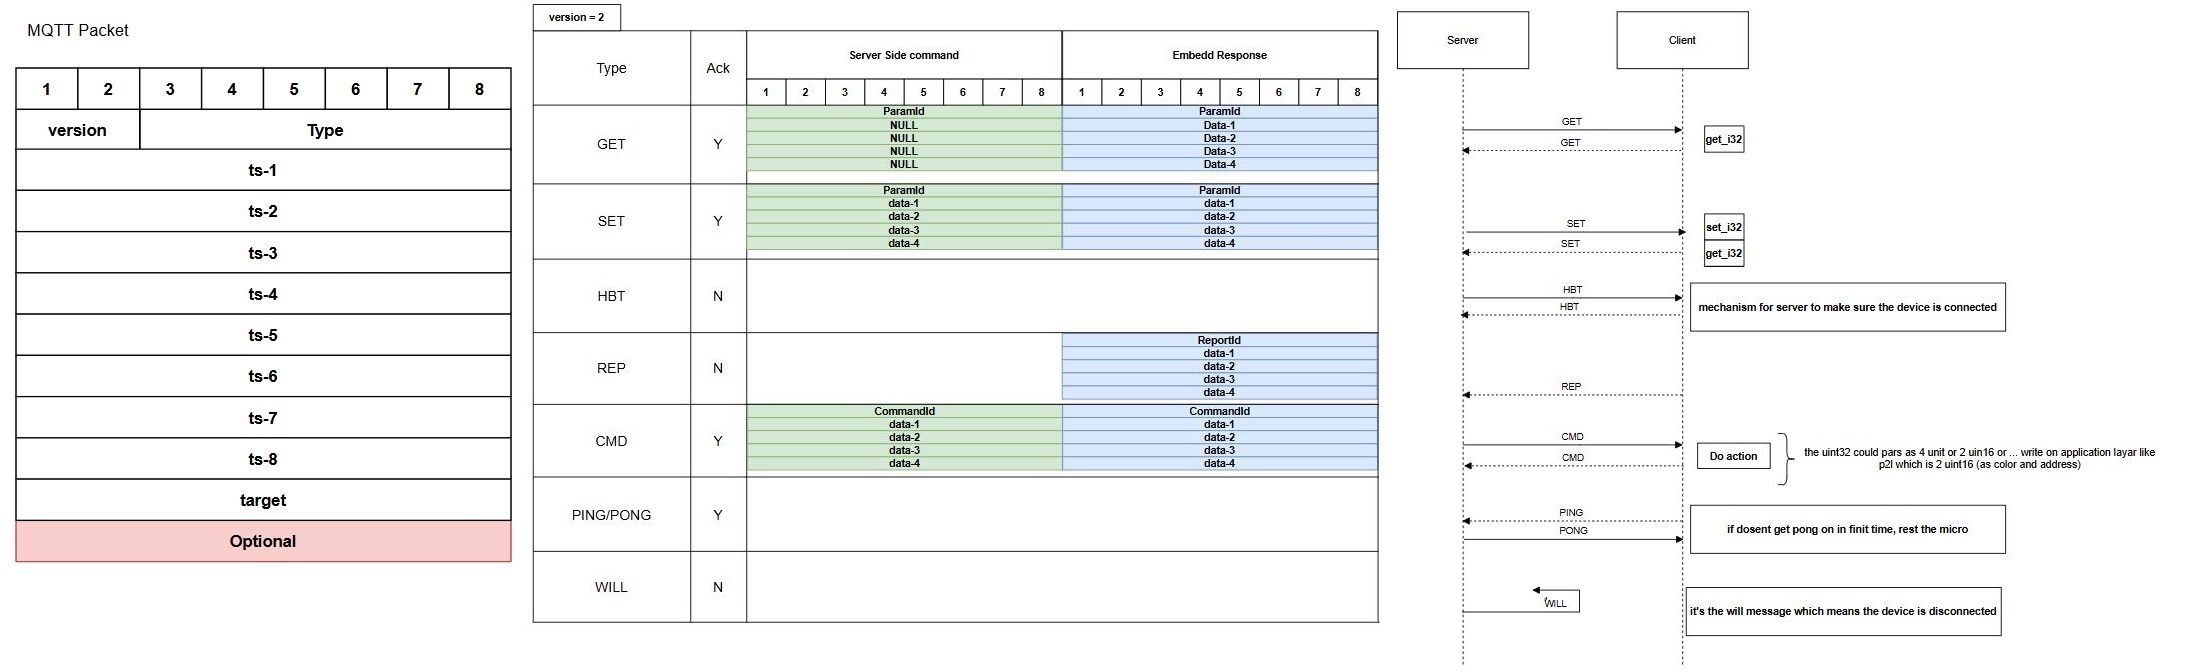 MQTT Packet
1 2 3 4 5 6 7 8
version Type
ts-1
ts-2
ts-3
ts-4
ts-5
ts-6
ts-7
ts-8
target
Optional
version = 2
Type Ack Server Side command Embedd Response
1 2 3 4 5 6 7 8 1 2 3 4 5 6 7 8
GET Y
ParamId
NULL
NULL
NULL
NULL
ParamId
Data-1
Data-2
Data-3
Data-4
SET Y
ParamId
data-1
data-2
data-3
data-4
ParamId
data-1
data-2
data-3
data-4
HBT N
REP N
ReportId
data-1
data-2
data-3
data-4
CMD Y
CommandId
data-1
data-2
data-3
data-4
CommandId
data-1
data-2
data-3
data-4
PING/PONG Y
WILL N
Server Client
GET
GET
get_i32
SET
SET
set_i32
get_i32
HBT
HBT
mechanism for server to make sure the device is connected
REP
CMD
CMD
Do action
the uint32 could pars as 4 unit or 2 uin16 or ... write on application layar like
p2l which is 2 uint16 (as color and address)
PING
PONG
if dosent get pong on in finit time, rest the micro
WILL
it's the will message which means the device is disconnected